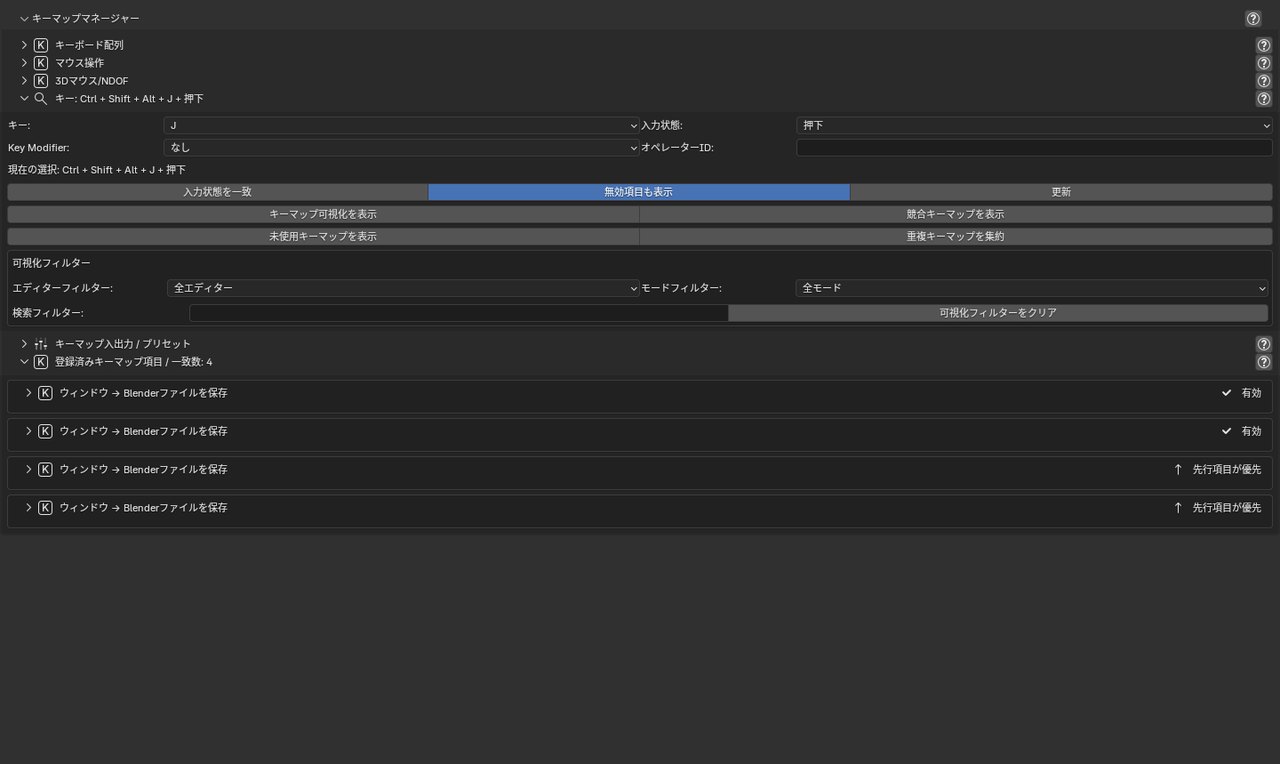 キーマップマネージャー
キーボード配列
マウス操作
3Dマウス/NDOF
キー: Ctrl + Shift + Alt + J + 押下
キー: J 入力状態: 押下
Key Modifier: なし オペレーターID:
現在の選択: Ctrl + Shift + Alt + J + 押下
入力状態を一致 無効項目も表示 更新
キーマップ可視化を表示 競合キーマップを表示
未使用キーマップを表示 重複キーマップを集約
可視化フィルター
エディターフィルター: 全エディター モードフィルター: 全モード
検索フィルター: 可視化フィルターをクリア
キーマップ入出力 / プリセット
登録済みキーマップ項目 / 一致数: 4
ウィンドウ → Blenderファイルを保存 有効
ウィンドウ → Blenderファイルを保存 有効
ウィンドウ → Blenderファイルを保存 ↑ 先行項目が優先
ウィンドウ → Blenderファイルを保存 ↑ 先行項目が優先